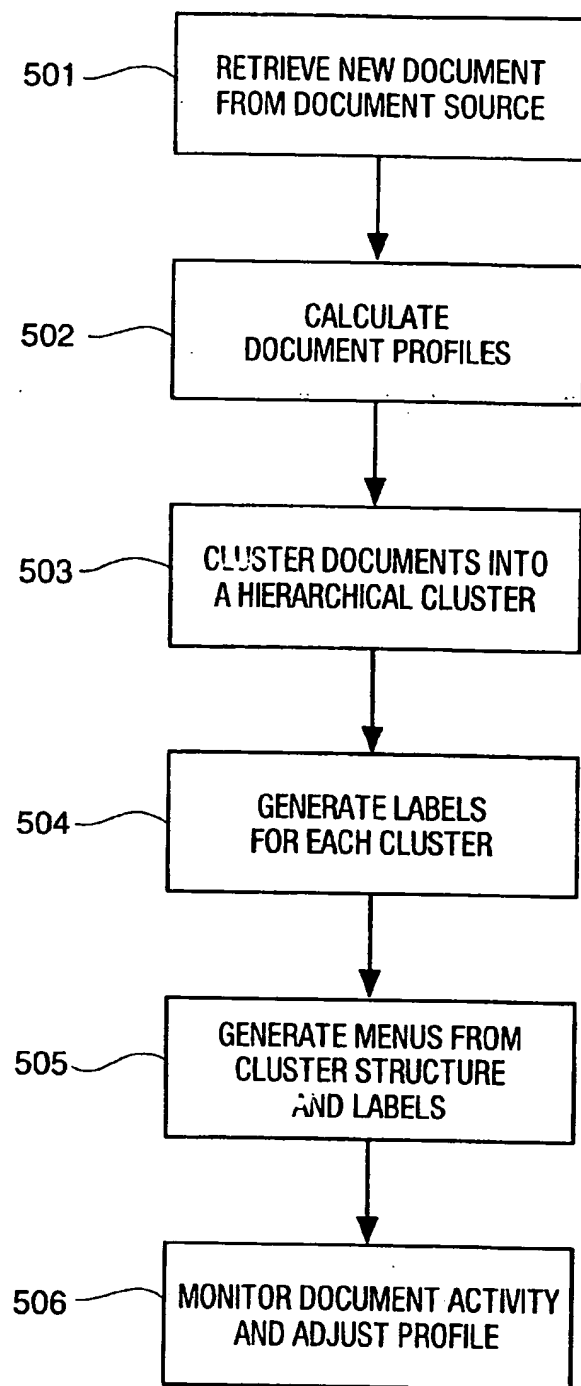 501
RETRIEVE NEW DOCUMENT
FROM DOCUMENT SOURCE
502
CALCULATE
DOCUMENT PROFILES
503
CLUSTER DOCUMENTS INTO
A HIERARCHICAL CLUSTER
504
GENERATE LABELS
FOR EACH CLUSTER
505
GENERATE MENUS FROM
CLUSTER STRUCTURE
AND LABELS
506
MONITOR DOCUMENT ACTIVITY
AND ADJUST PROFILE